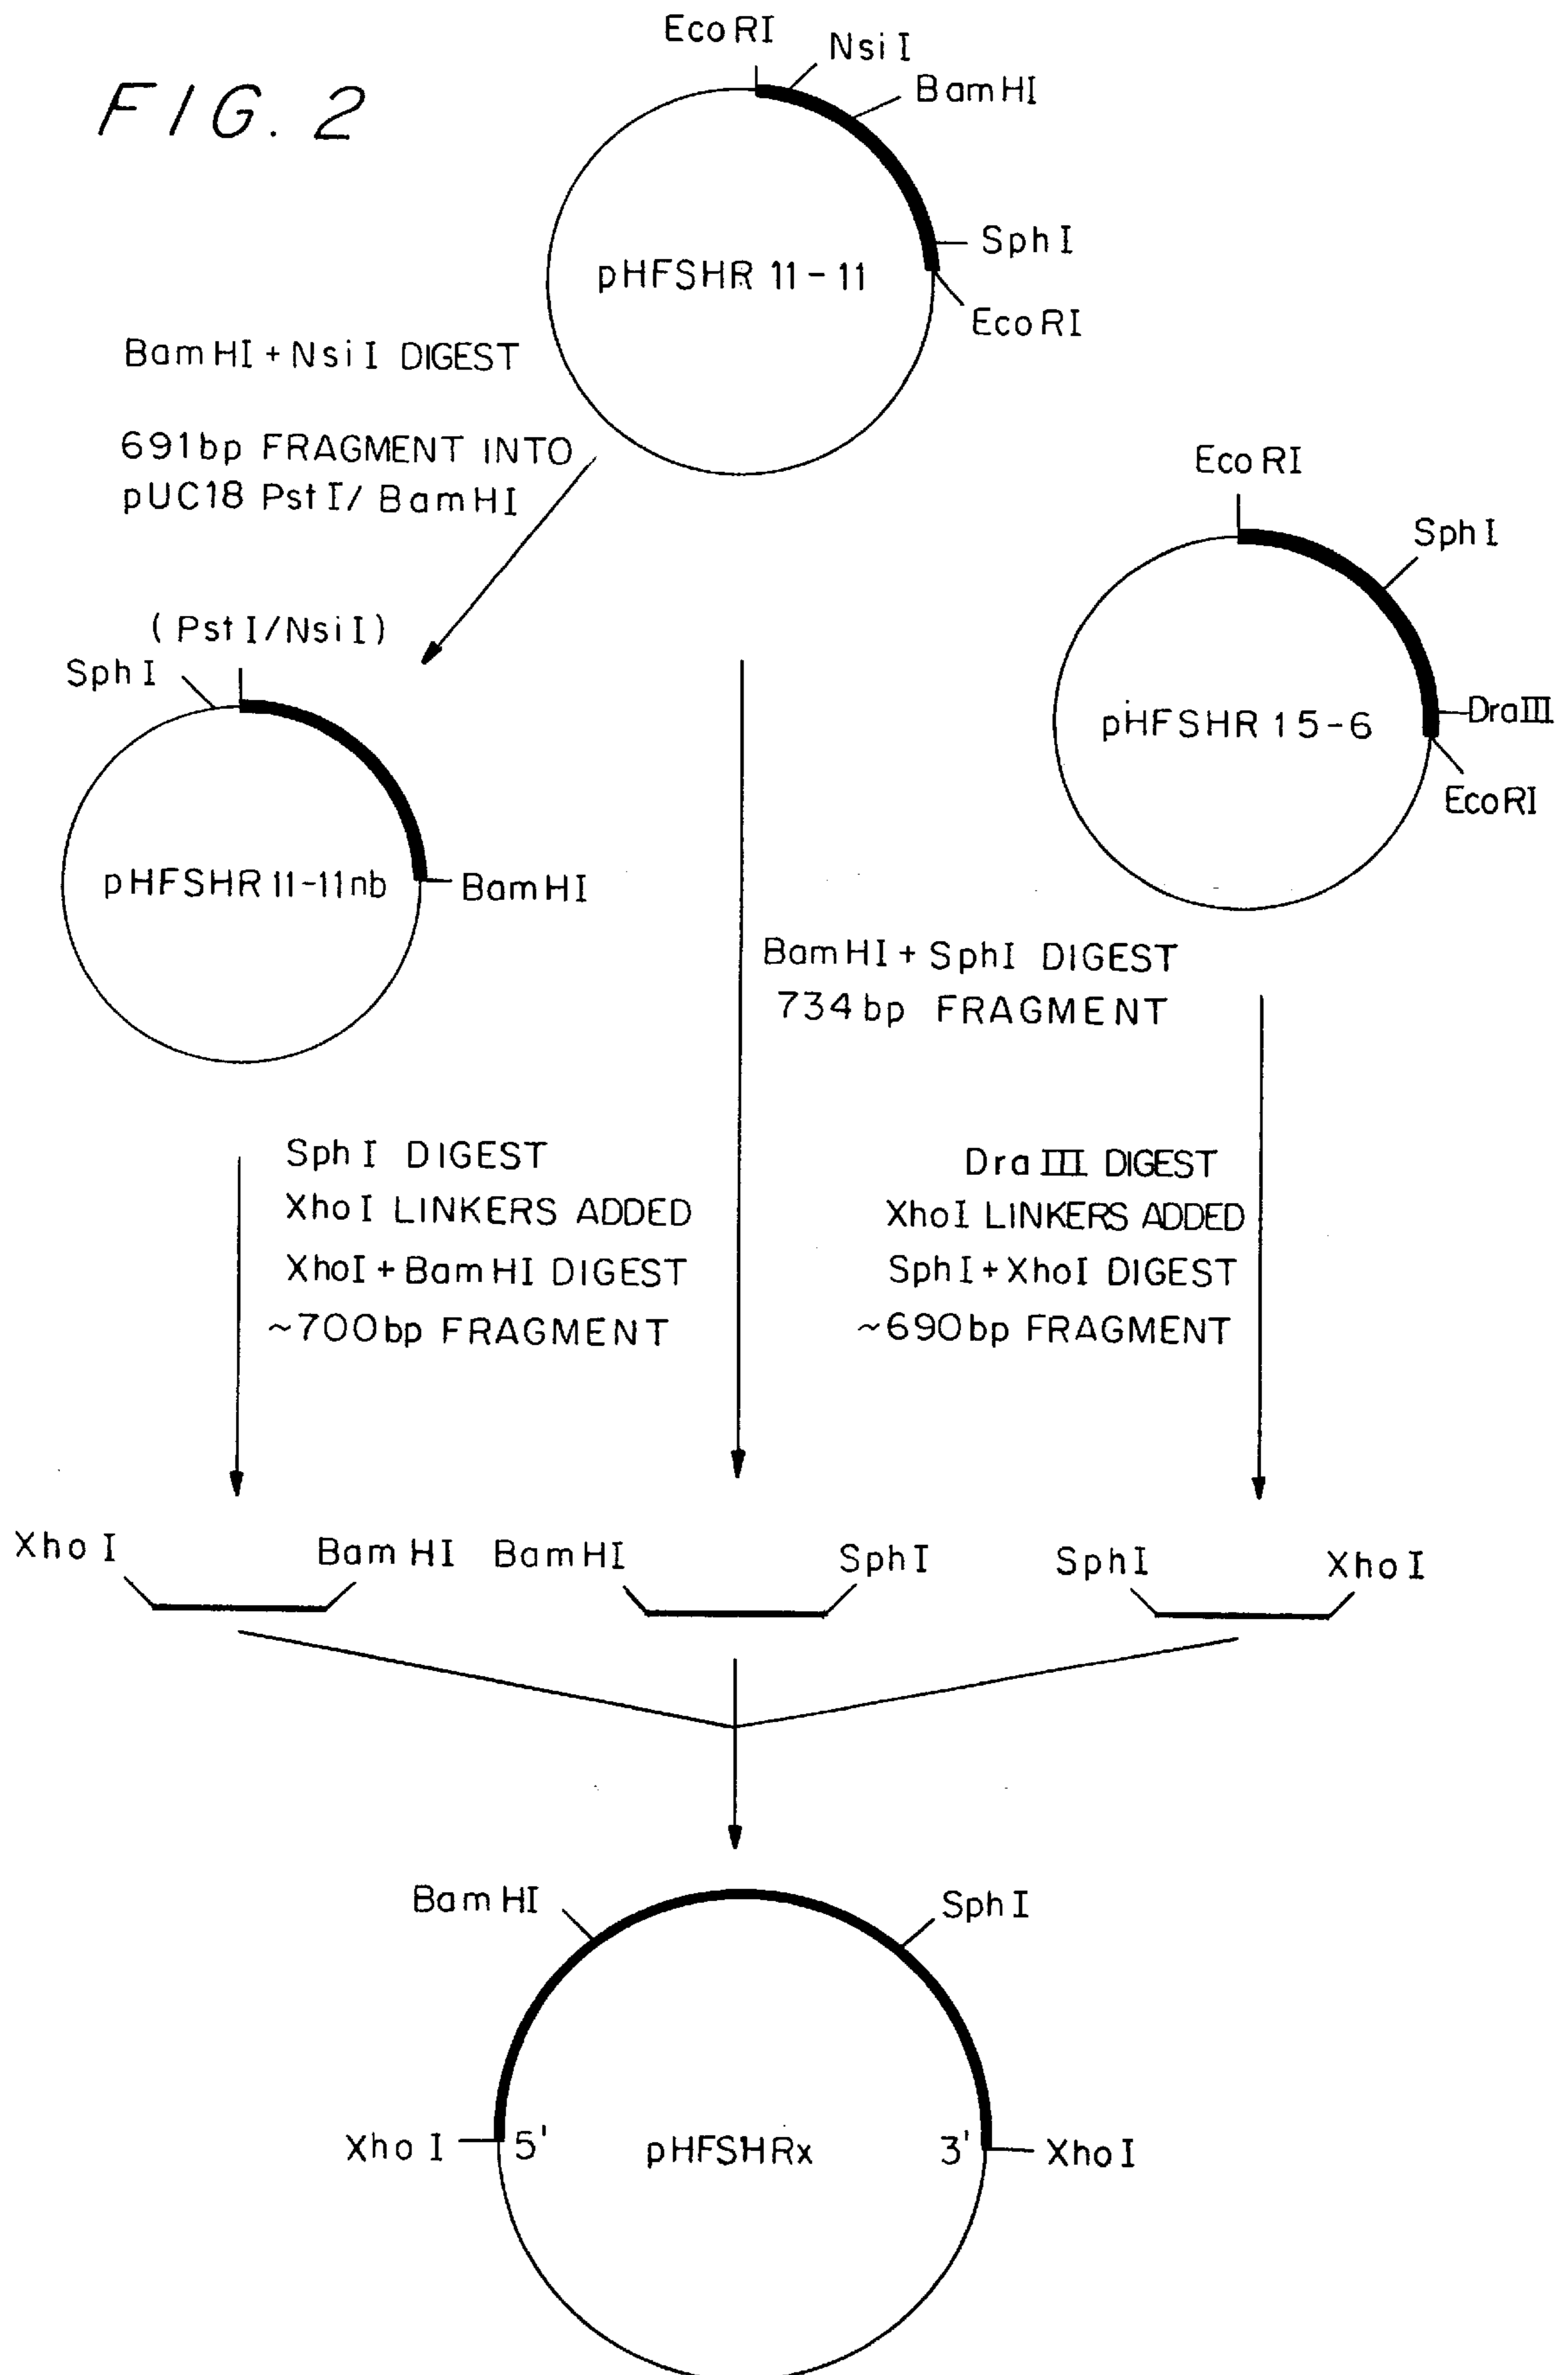 FIG. 2
EcoRI
NsiI
BamHI
SphI
EcoRI
pHFSHR 11-11
BamHI + NsiI DIGEST
691bp FRAGMENT INTO
pUC18 PstI/ BamHI
EcoRI
SphI
DraIII
EcoRI
pHFSHR 15-6
(PstI/NsiI)
SphI
BamHI
pHFSHR 11-11nb
BamHI + SphI DIGEST
734bp FRAGMENT
SphI DIGEST
XhoI LINKERS ADDED
XhoI + BamHI DIGEST
~700bp FRAGMENT
DraIII DIGEST
XhoI LINKERS ADDED
SphI + XhoI DIGEST
~690bp FRAGMENT
XhoI
BamHI
BamHI
SphI
SphI
XhoI
BamHI
SphI
XhoI
5'
pHFSHRx
3'
XhoI